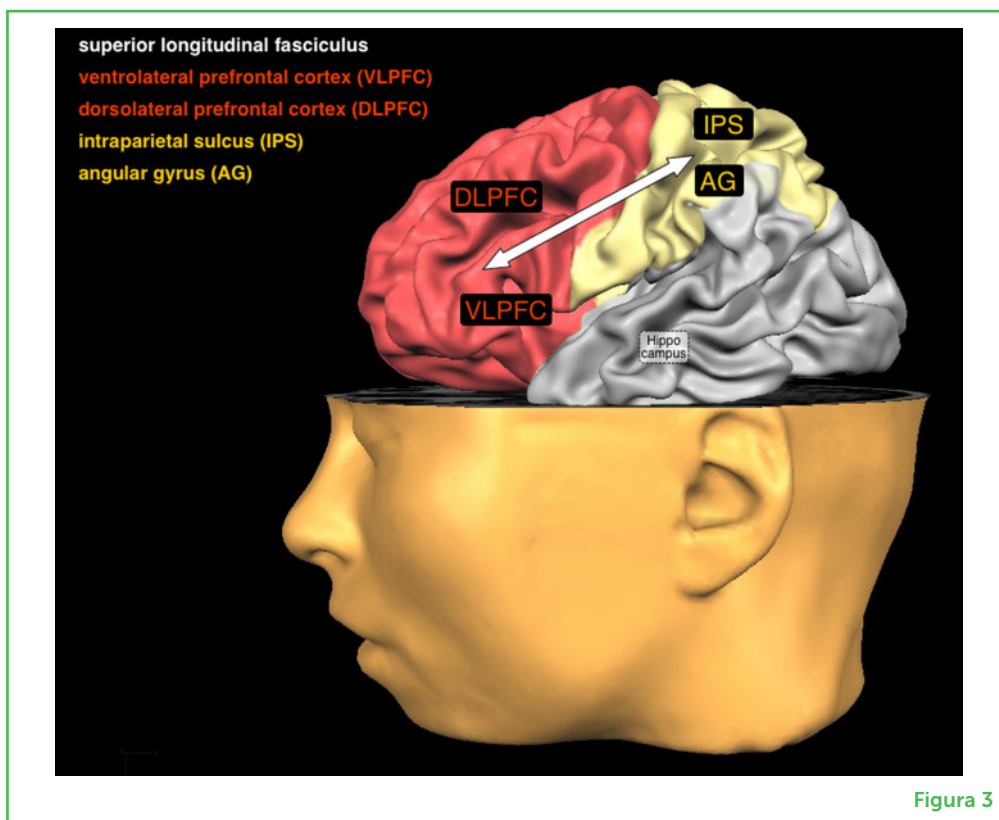 superior longitudinal fasciculus
ventrolateral prefrontal cortex (VLPFC)
dorsolateral prefrontal cortex (DLPFC)
intraparietal sulcus (IPS)
angular gyrus (AG)
IPS
AG
DLPFC
VLPFC
Hippo
campus
Figura 3